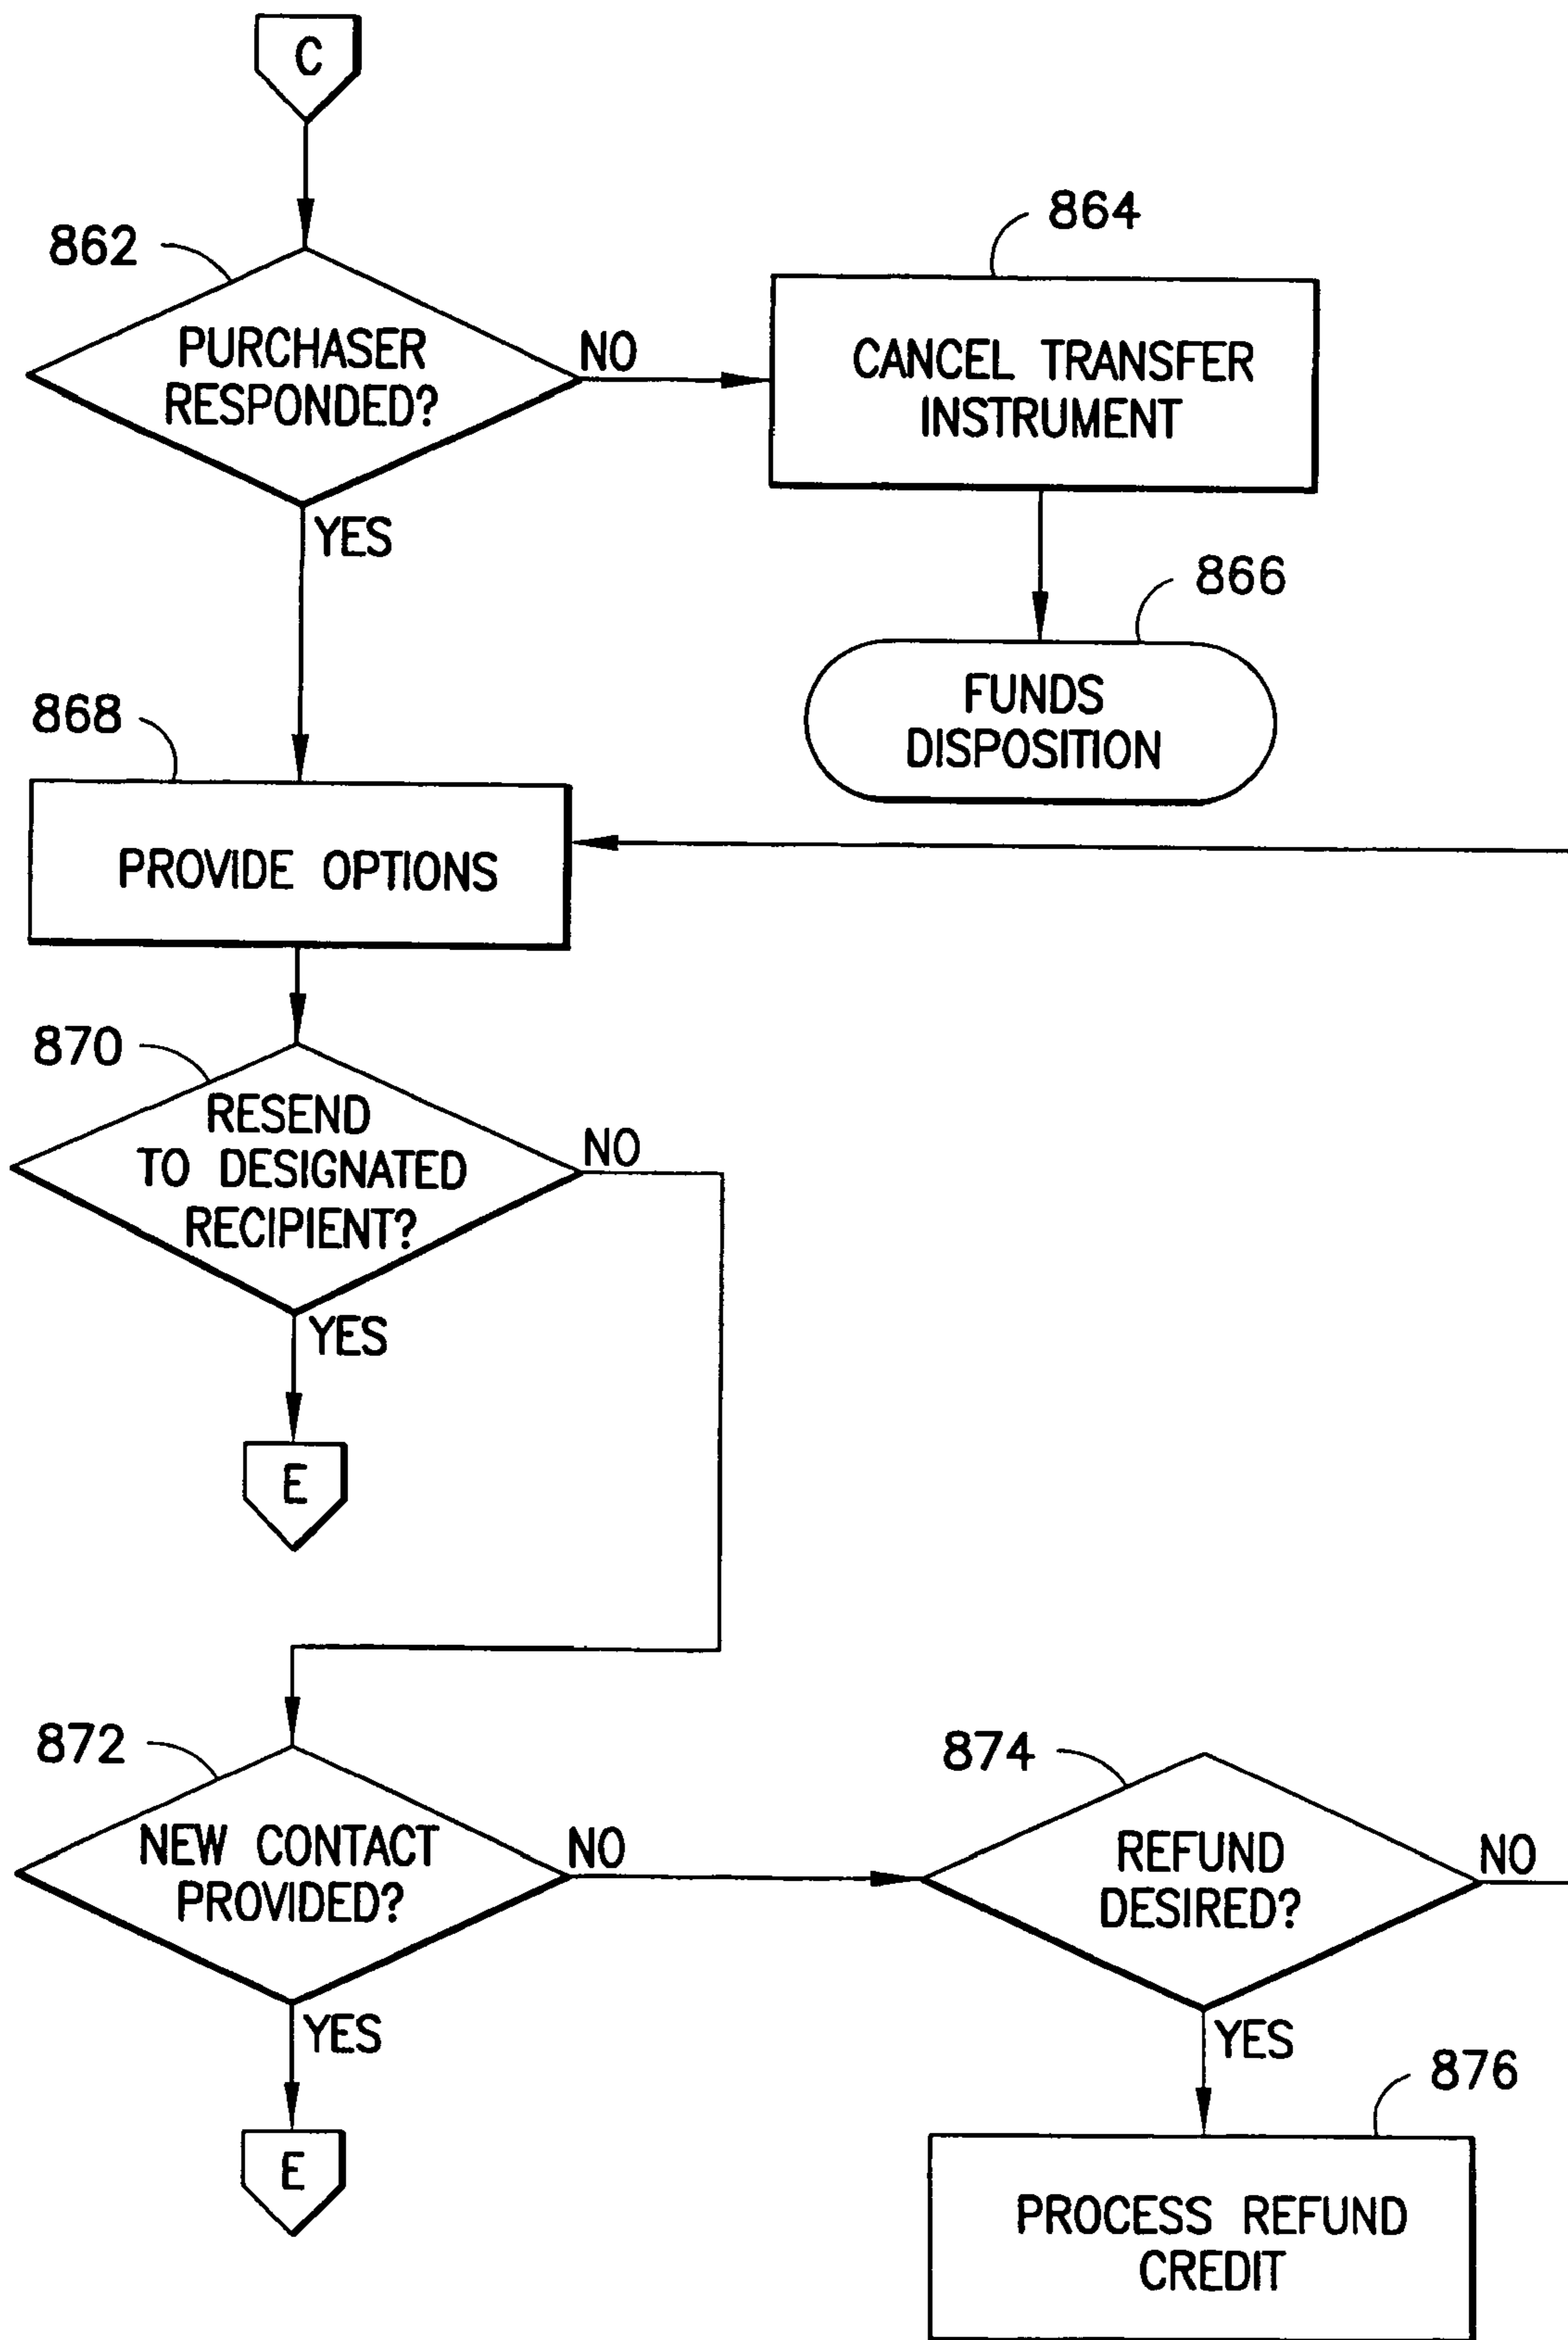 C
862
864
PURCHASER
RESPONDED?
NO
CANCEL TRANSFER
INSTRUMENT
YES
866
FUNDS
DISPOSITION
868
PROVIDE OPTIONS
870
RESEND
TO DESIGNATED
RECIPIENT?
NO
YES
E
872
NEW CONTACT
PROVIDED?
NO
874
REFUND
DESIRED?
NO
YES
E
YES
876
PROCESS REFUND
CREDIT